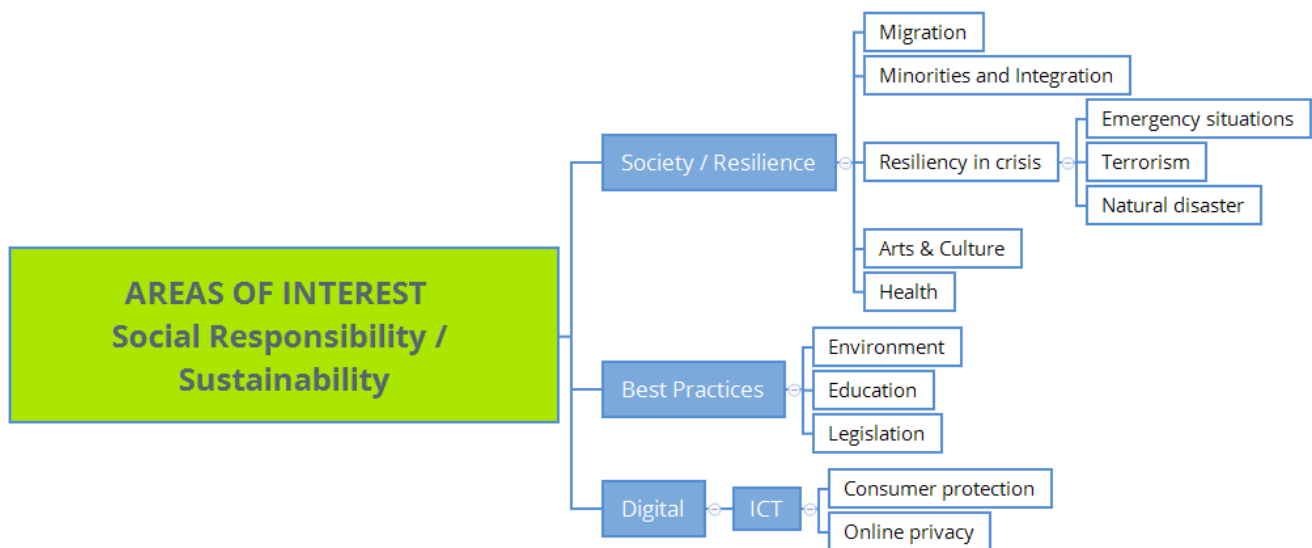 AREAS OF INTEREST
Social Responsibility /
Sustainability
Society / Resilience
Migration
Minorities and Integration
Resiliency in crisis
Emergency situations
Terrorism
Natural disaster
Arts & Culture
Health
Best Practices
Environment
Education
Legislation
Digital
ICT
Consumer protection
Online privacy